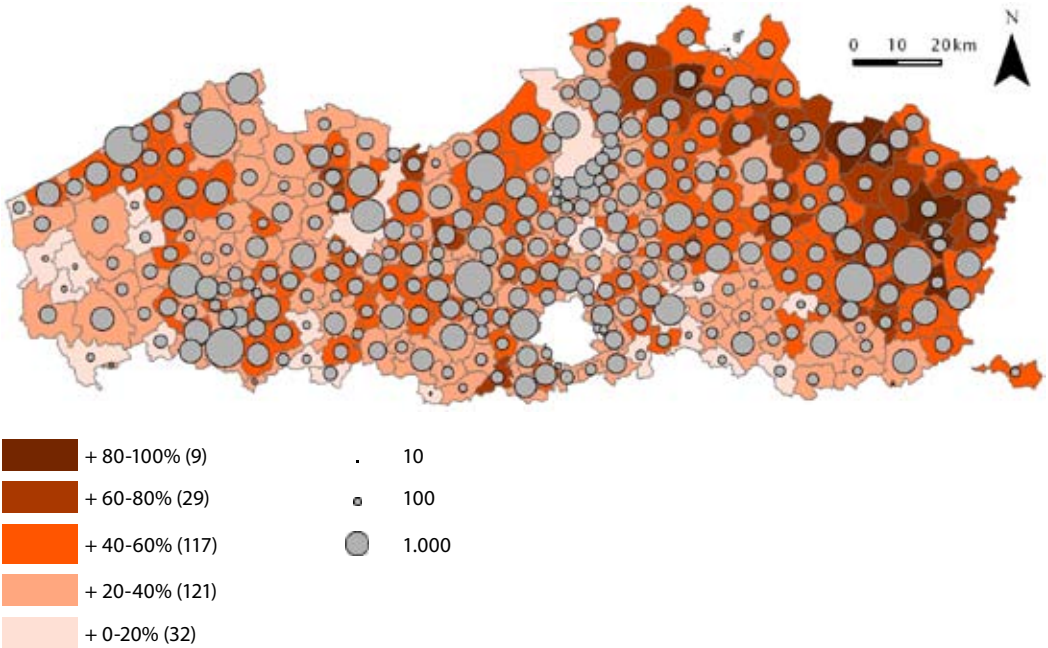 N
0 10 20km
+ 80-100% (9)
10
+ 60-80% (29)
100
+ 40-60% (117)
1.000
+ 20-40% (121)
+ 0-20% (32)